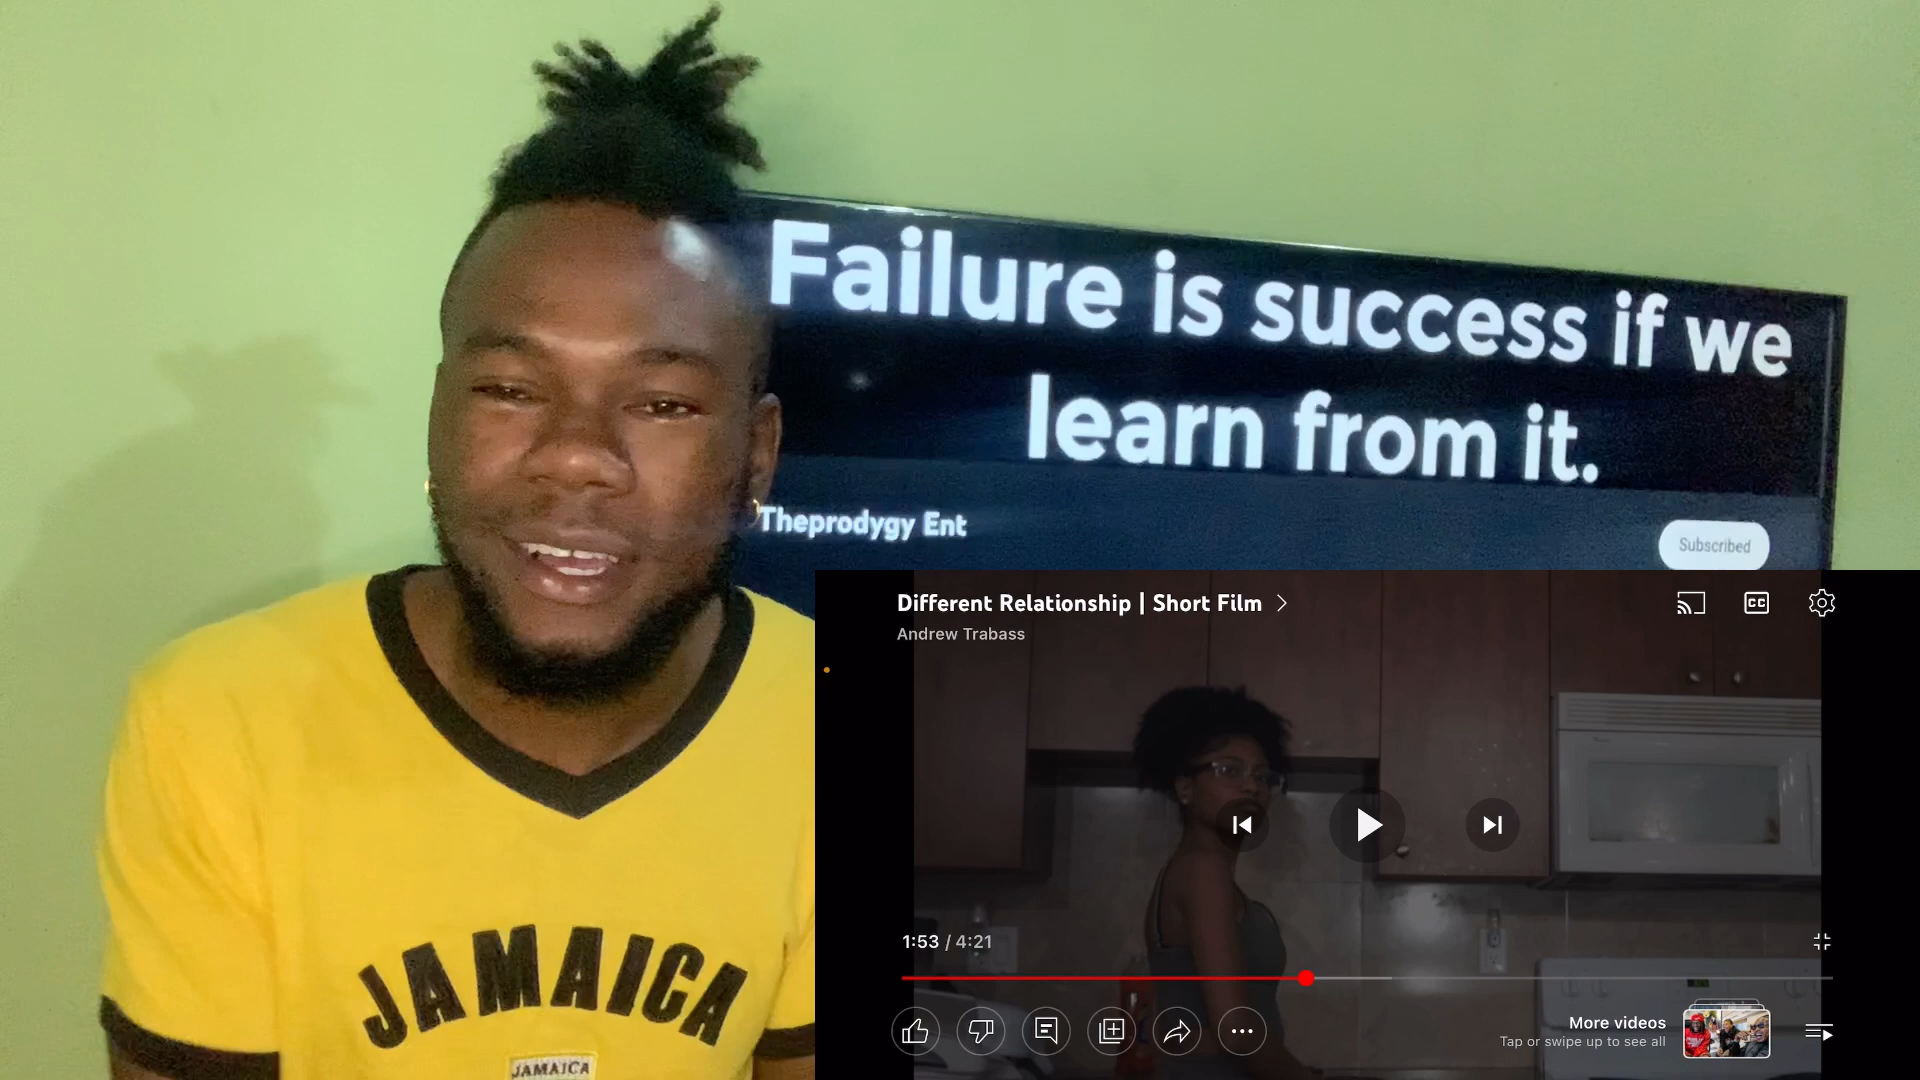 Failure is success if we
learn from it.
Theprodygy Ent
Subscribed
Different Relationship | Short Film
Andrew Trabass
CC
1:53 / 4:21
More videos
Tap or swipe up to see all
JAMAICA
JAMAICA